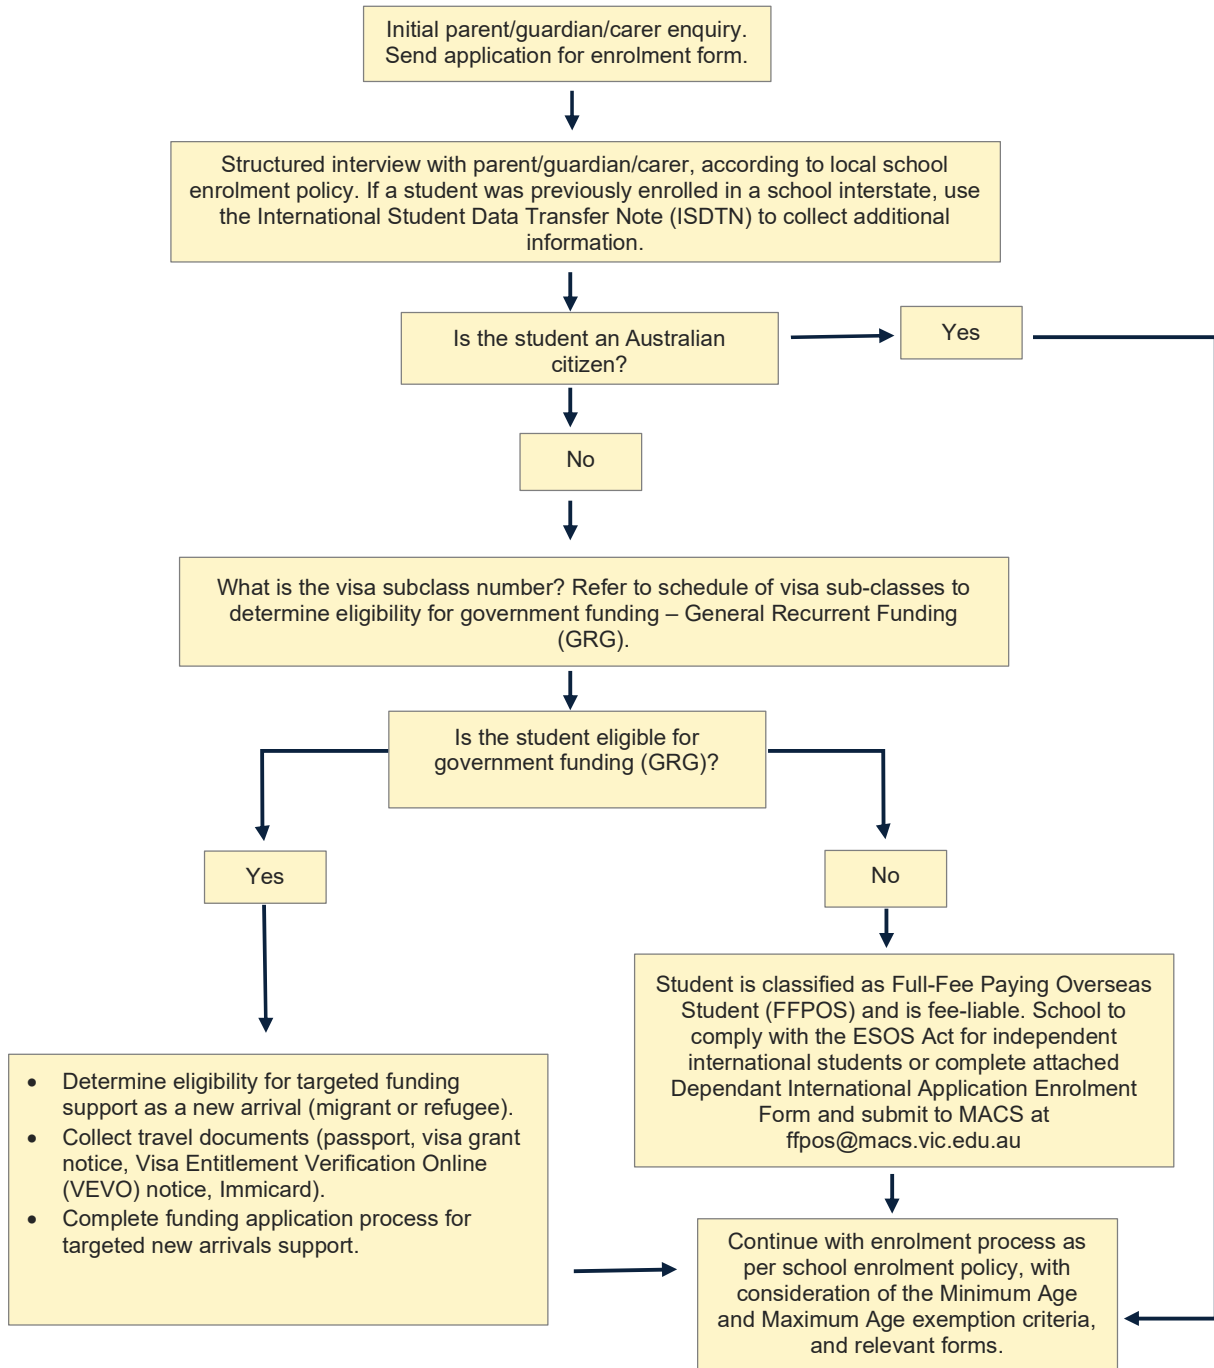 Initial parent/guardian/carer enquiry.
Send application for enrolment form.
Structured interview with parent/guardian/carer, according to local school
enrolment policy. If a student was previously enrolled in a school interstate, use
the International Student Data Transfer Note (ISDTN) to collect additional
information.
Is the student an Australian
citizen?
Yes
No
What is the visa subclass number? Refer to schedule of visa sub-classes to
determine eligibility for government funding – General Recurrent Funding
(GRG).
Is the student eligible for
government funding (GRG)?
Yes
No
Student is classified as Full-Fee Paying Overseas
Student (FFPOS) and is fee-liable. School to
comply with the ESOS Act for independent
international students or complete attached
Dependant International Application Enrolment
Form and submit to MACS at
ffpos@macs.vic.edu.au
• Determine eligibility for targeted funding
support as a new arrival (migrant or refugee).
• Collect travel documents (passport, visa grant
notice, Visa Entitlement Verification Online
(VEVO) notice, Immicard).
• Complete funding application process for
targeted new arrivals support.
Continue with enrolment process as
per school enrolment policy, with
consideration of the Minimum Age
and Maximum Age exemption criteria,
and relevant forms.